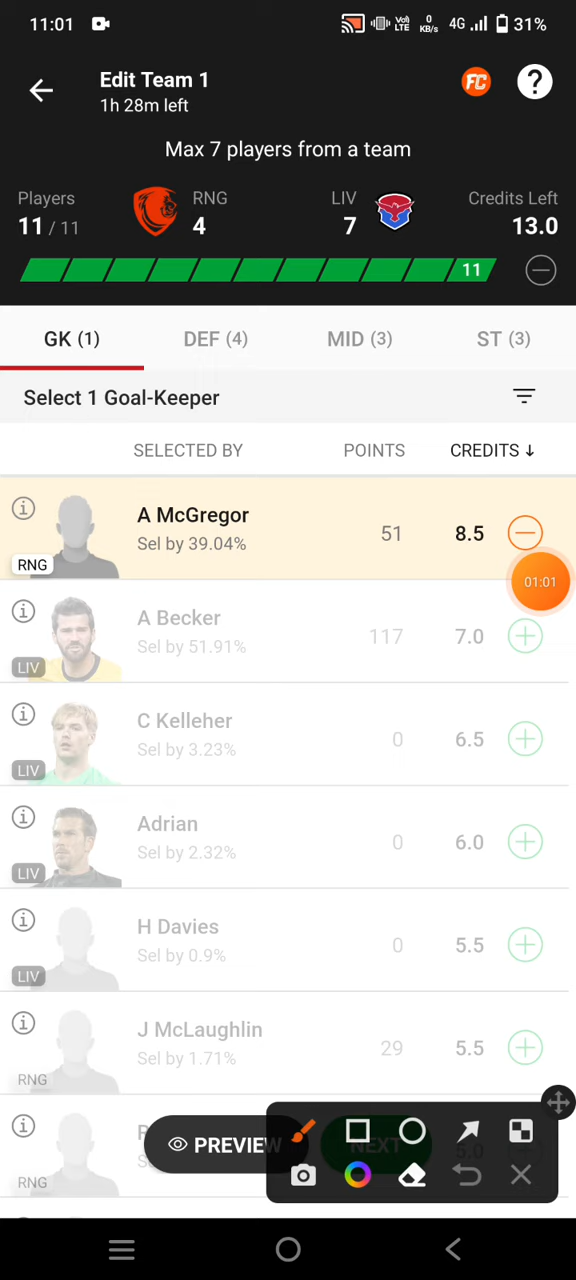 11:01 Vo) LTE 0 KB/s 4G 31%
Edit Team 1
1h 28m left
FC ?
Max 7 players from a team
Players RNG LIV Credits Left
11 / 11 4 7 13.0
11
GK (1) DEF (4) MID (3) ST (3)
Select 1 Goal-Keeper
SELECTED BY POINTS CREDITS ↓
A McGregor
Sel by 39.04% 51 8.5
RNG
01:01
A Becker
Sel by 51.91% 117 7.0
LIV
C Kelleher
Sel by 3.23% 0 6.5
LIV
Adrian
Sel by 2.32% 0 6.0
LIV
H Davies
Sel by 0.9% 0 5.5
LIV
J McLaughlin
Sel by 1.71% 29 5.5
RNG
PREVIEW NEXT
RNG